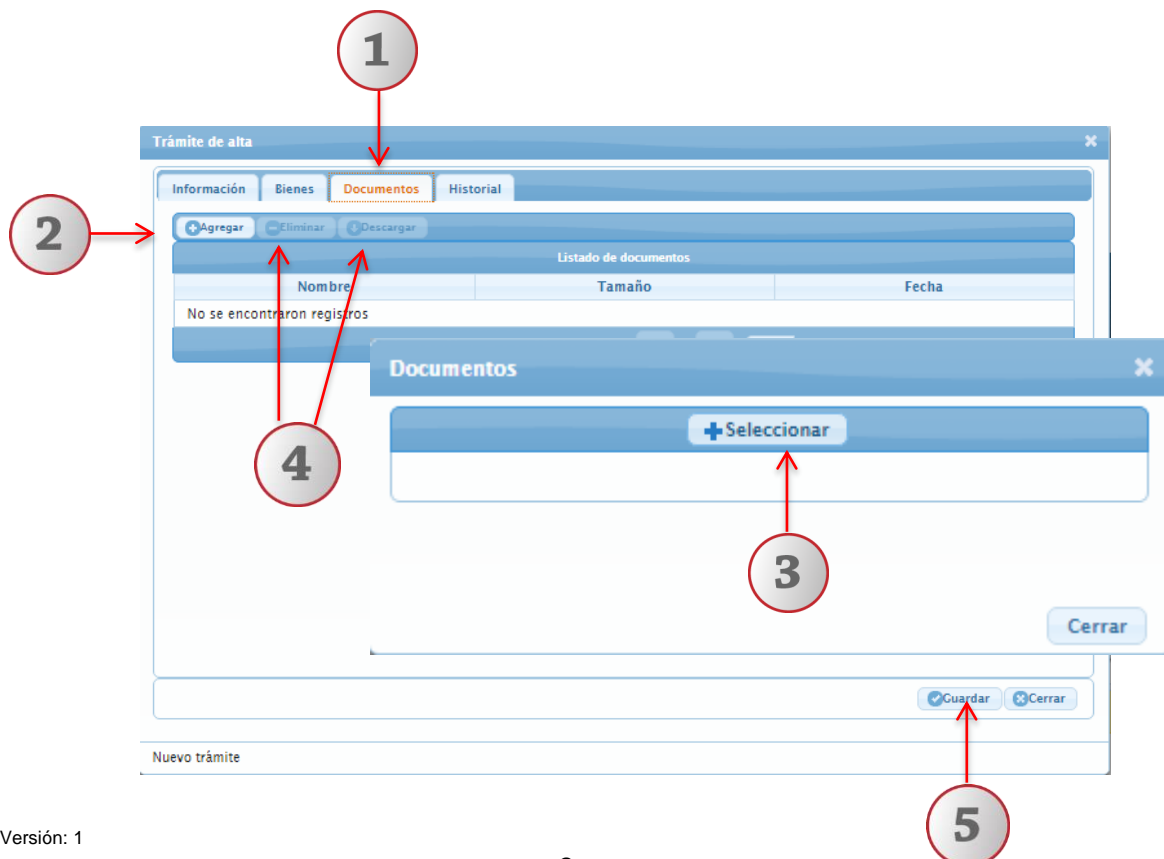 1
Trámite de alta
Información Bienes Documentos Historial
2
Agregar Eliminar Descargar
Listado de documentos
Nombre Tamaño Fecha
No se encontraron registros
Documentos
Seleccionar
4
3
Cerrar
Guardar Cerrar
Nuevo trámite
5
Versión: 1